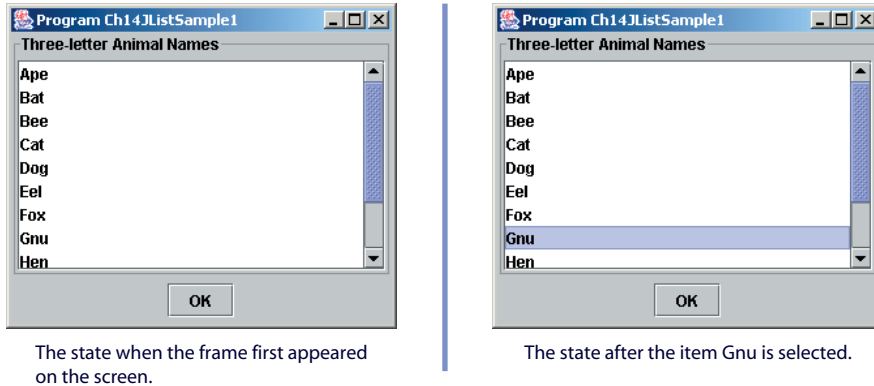 Program Ch14JListSample1
Three-letter Animal Names
Ape
Bat
Bee
Cat
Dog
Eel
Fox
Gnu
Hen
OK
The state when the frame first appeared
on the screen.
Program Ch14JListSample1
Three-letter Animal Names
Ape
Bat
Bee
Cat
Dog
Eel
Fox
Gnu
Hen
OK
The state after the item Gnu is selected.